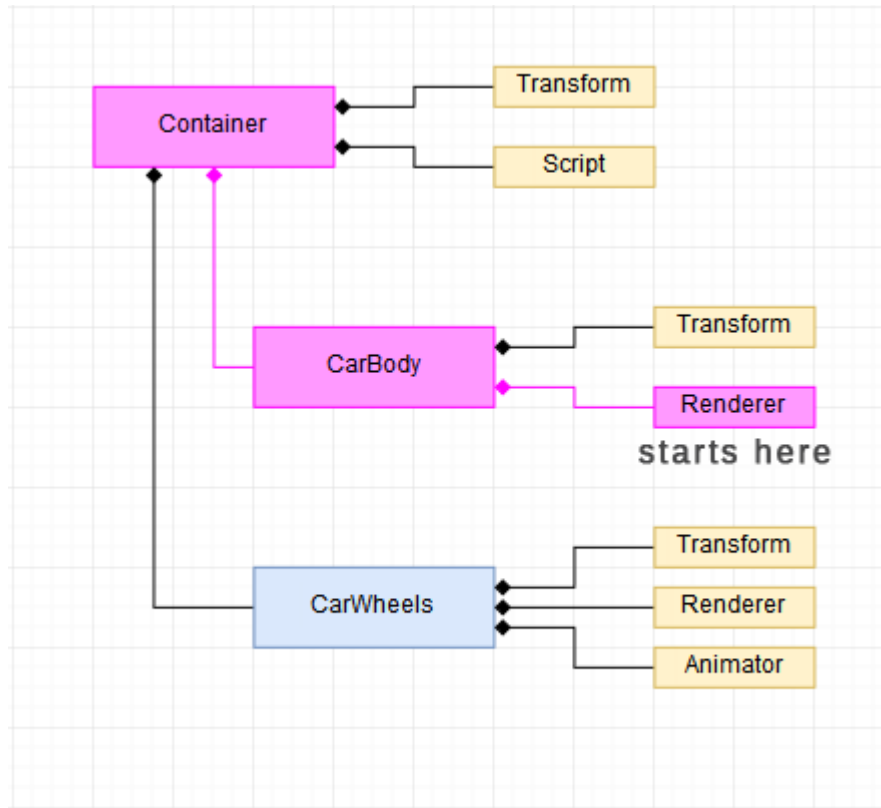 Transform
Container
Script
Transform
CarBody
Renderer
starts here
Transform
CarWheels
Renderer
Animator